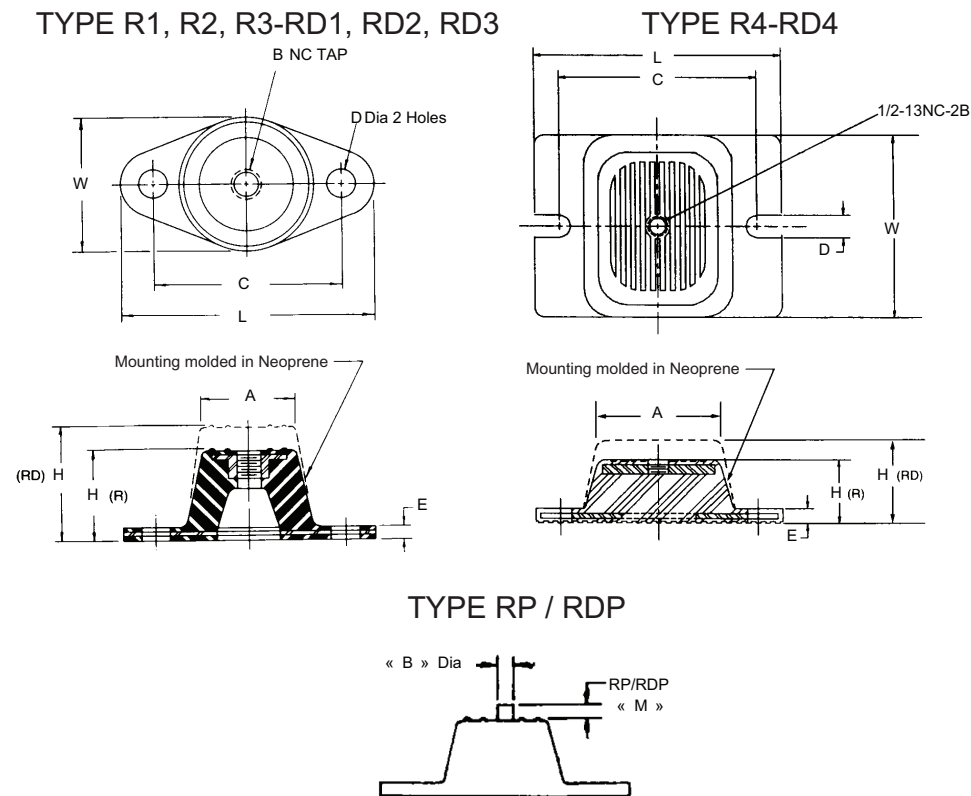 TYPE R1, R2, R3-RD1, RD2, RD3
B NC TAP
D Dia 2 Holes
W
C
L
Mounting molded in Neoprene
A
(RD) H
H (R)
E
TYPE R4-RD4
L
C
1/2-13NC-2B
W
D
Mounting molded in Neoprene
A
H (R)
H (RD)
E
TYPE RP / RDP
« B » Dia
RP/RDP
« M »